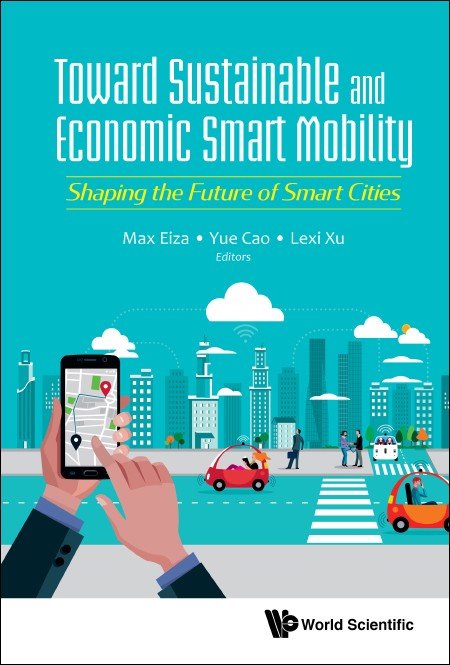 Toward Sustainable and
Economic Smart Mobility
Shaping the Future of Smart Cities
Max Eiza • Yue Cao • Lexi Xu
Editors
World Scientific